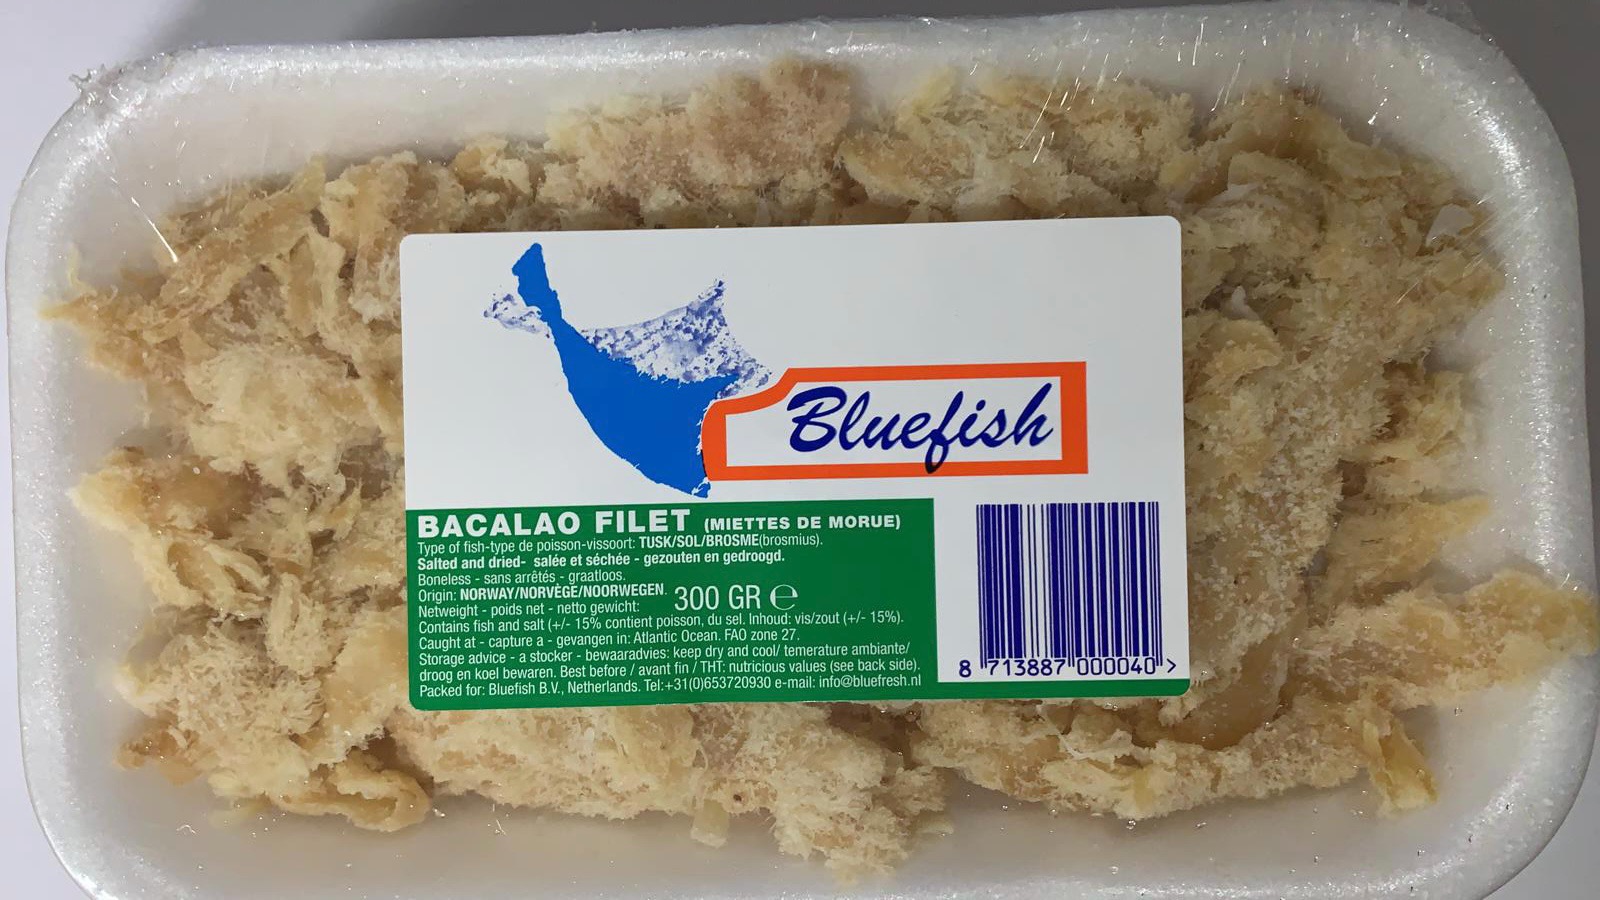 Bluefish
BACALAO FILET (MIETTES DE MORUE)
Type of fish-type de poisson-vissoort: TUSK/SOL/BROSME(brosmius).
Salted and dried- salée et séchée - gezouten en gedroogd.
Boneless - sans arrêtés - graatloos.
Origin: NORWAY/NORVÈGE/NOORWEGEN.
Netweight - poids net - netto gewicht: 300 GR ℮
Contains fish and salt (+/- 15% contient poisson, du sel. Inhoud: vis/zout (+/- 15%).
Caught at - capture a - gevangen in: Atlantic Ocean. FAO zone 27.
Storage advice - a stocker - bewaaradvies: keep dry and cool/ temerature ambiante/
droog en koel bewaren. Best before / avant fin / THT: nutricious values (see back side).
Packed for: Bluefish B.V., Netherlands. Tel:+31(0)653720930 e-mail: info@bluefresh.nl
8 713887 000040 >